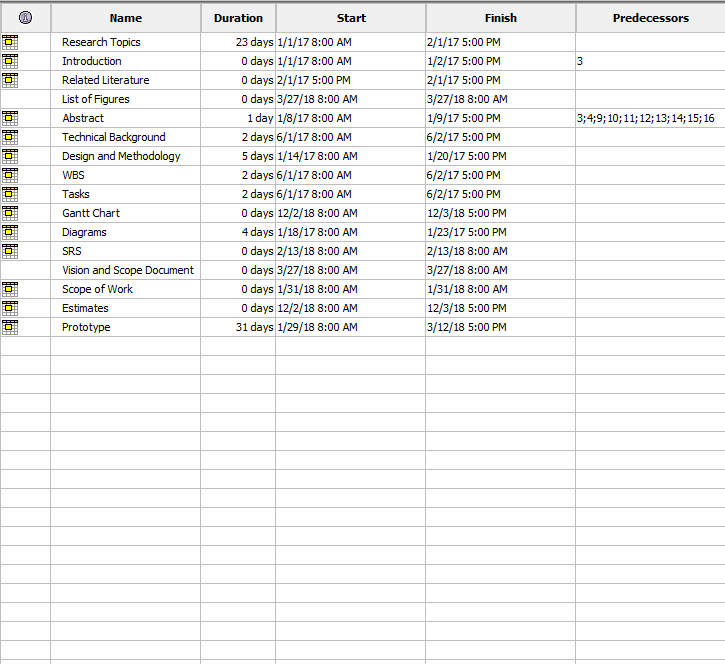 Name Duration Start Finish Predecessors
Research Topics 23 days 1/1/17 8:00 AM 2/1/17 5:00 PM
Introduction 0 days 1/1/17 8:00 AM 1/2/17 5:00 PM 3
Related Literature 0 days 2/1/17 5:00 PM 2/1/17 5:00 PM
List of Figures 0 days 3/27/18 8:00 AM 3/27/18 8:00 AM
Abstract 1 day 1/8/17 8:00 AM 1/9/17 5:00 PM 3;4;9;10;11;12;13;14;15;16
Technical Background 2 days 6/1/17 8:00 AM 6/2/17 5:00 PM
Design and Methodology 5 days 1/14/17 8:00 AM 1/20/17 5:00 PM
WBS 2 days 6/1/17 8:00 AM 6/2/17 5:00 PM
Tasks 2 days 6/1/17 8:00 AM 6/2/17 5:00 PM
Gantt Chart 0 days 12/2/18 8:00 AM 12/3/18 5:00 PM
Diagrams 4 days 1/18/17 8:00 AM 1/23/17 5:00 PM
SRS 0 days 2/13/18 8:00 AM 2/13/18 8:00 AM
Vision and Scope Document 0 days 3/27/18 8:00 AM 3/27/18 8:00 AM
Scope of Work 0 days 1/31/18 8:00 AM 1/31/18 8:00 AM
Estimates 0 days 12/2/18 8:00 AM 12/3/18 5:00 PM
Prototype 31 days 1/29/18 8:00 AM 3/12/18 5:00 PM